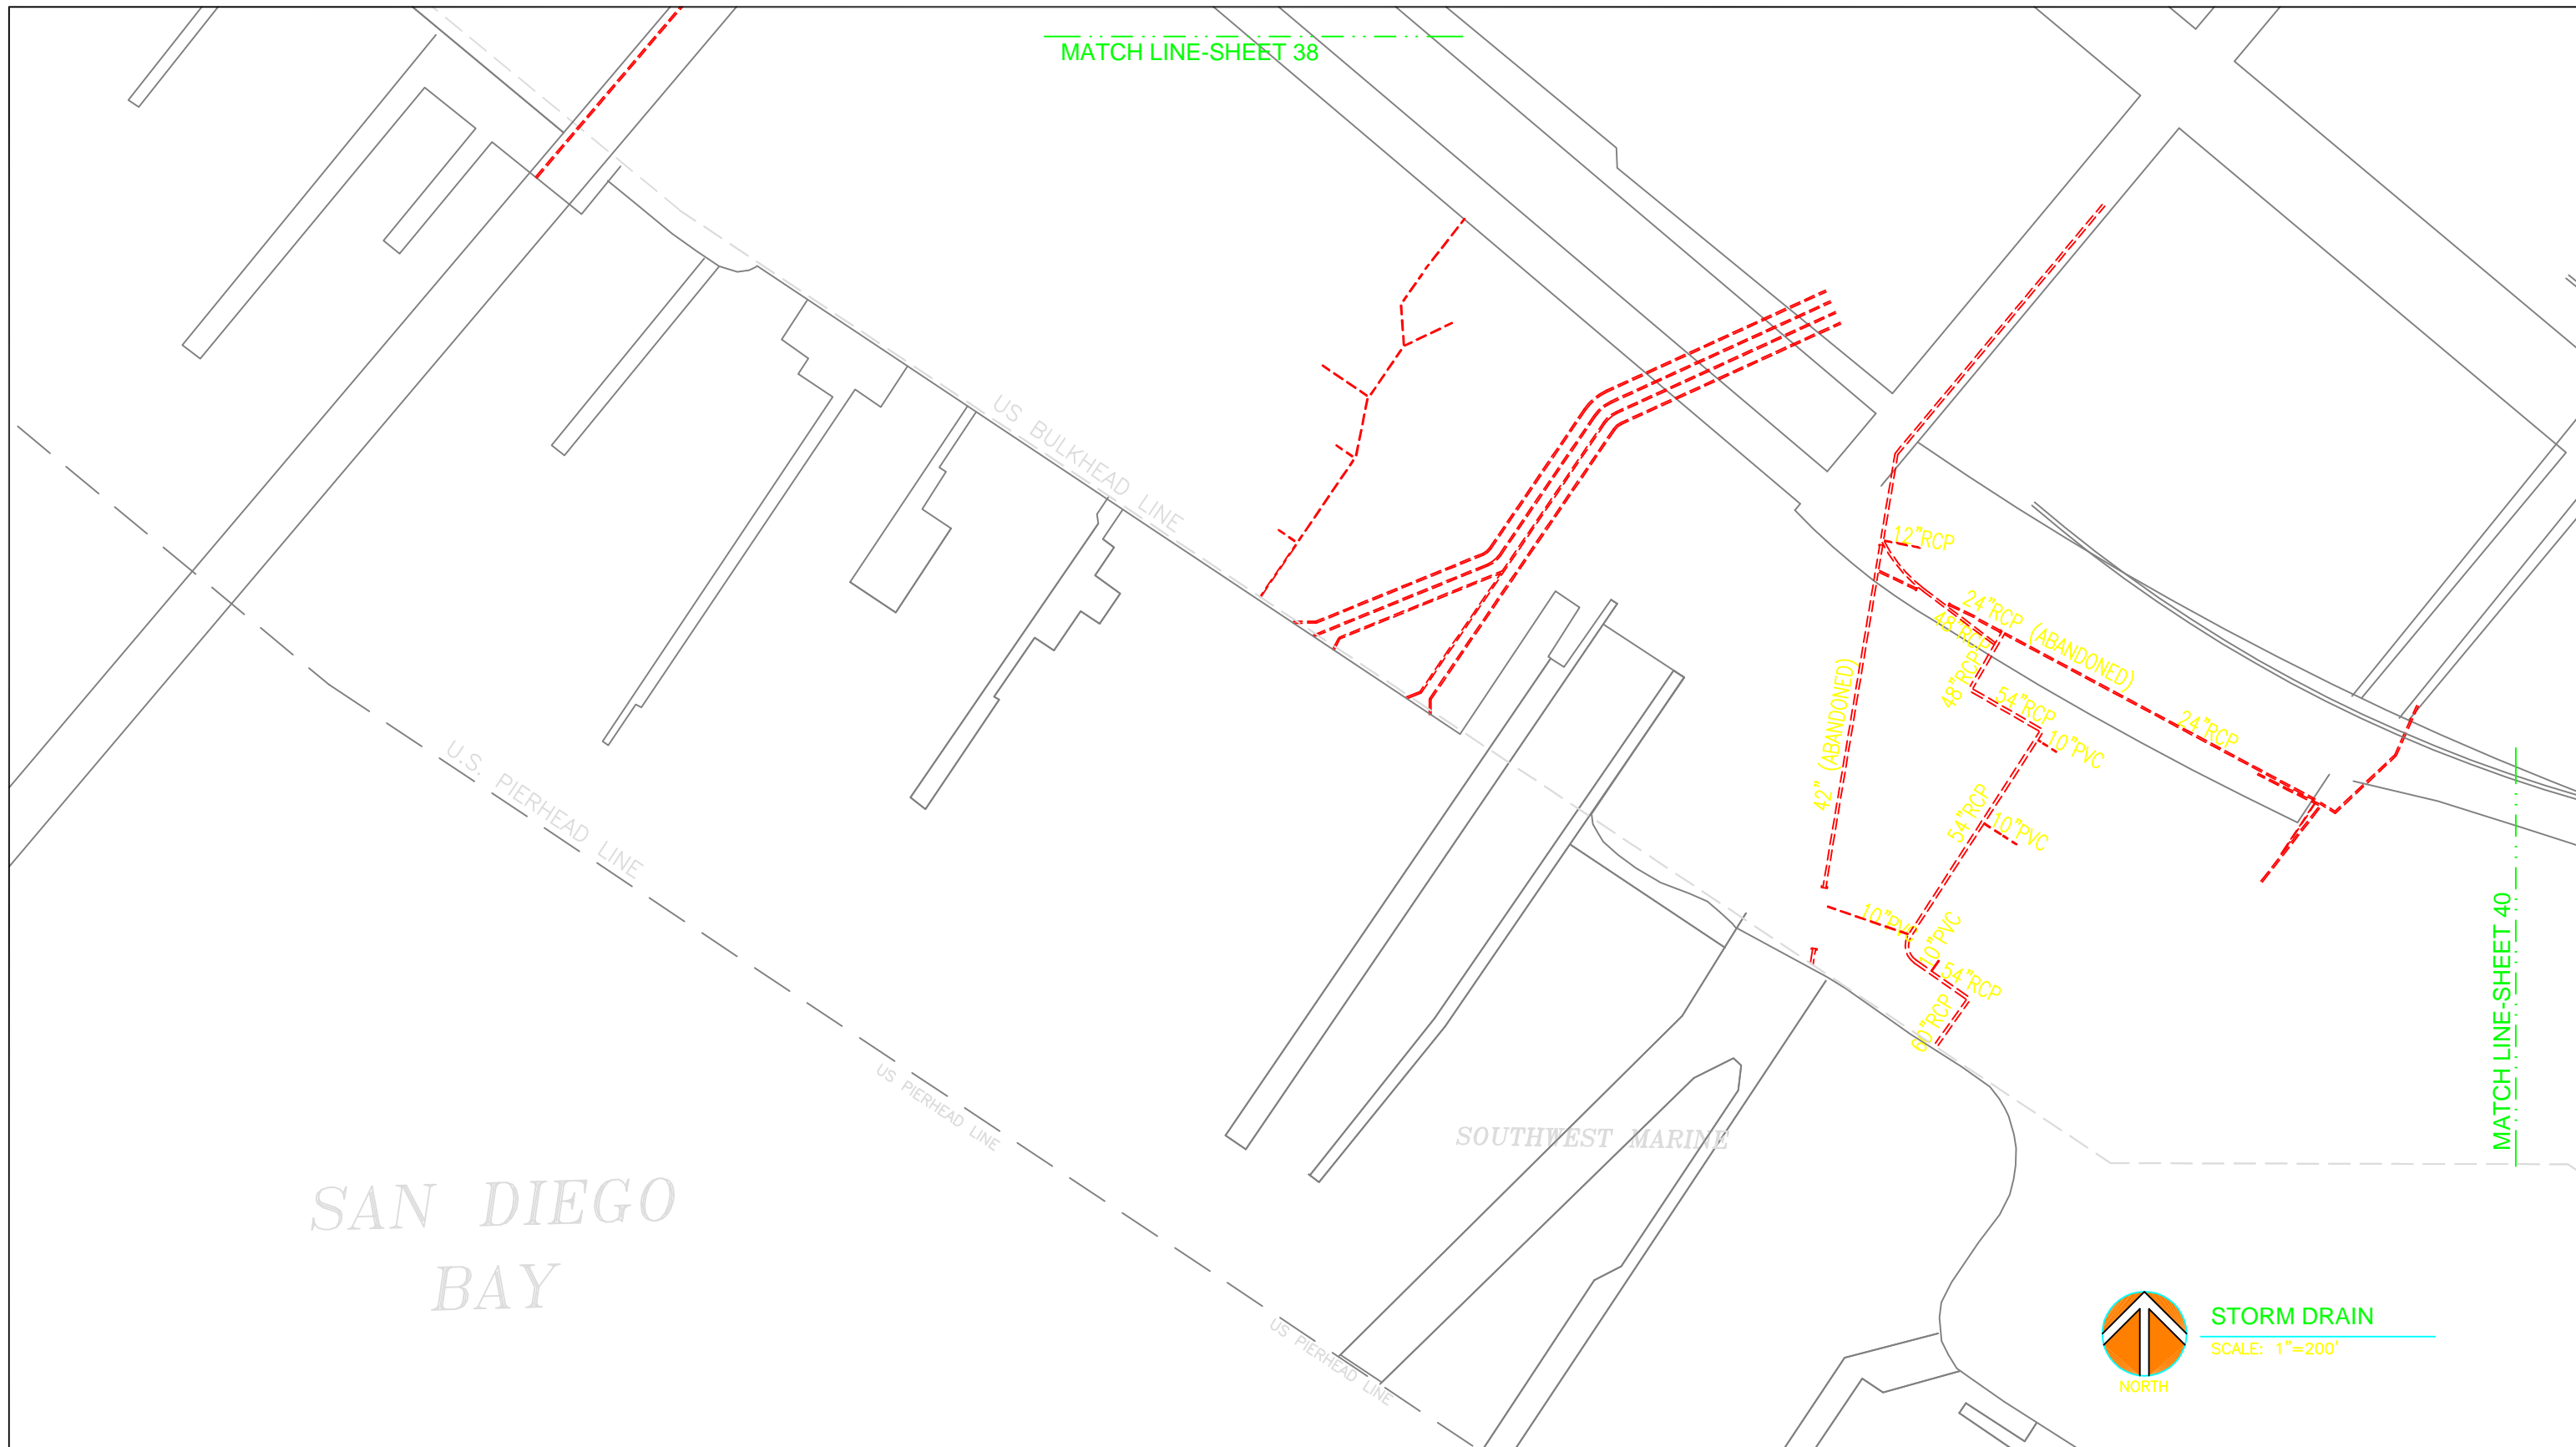 MATCH LINE-SHEET 38
US BULKHEAD LINE
12"RCP
24"RCP (ABANDONED)
48"RCP
48"RCP
54"RCP
10"PVC
24"RCP
42" (ABANDONED)
54"RCP
10"PVC
10"PVC
10"PVC
54"RCP
60"RCP
U.S. PIERHEAD LINE
US PIERHEAD LINE
US PIERHEAD LINE
SOUTHWEST MARINE
SAN DIEGO
BAY
MATCH LINE-SHEET 40
STORM DRAIN
SCALE: 1"=200'
NORTH